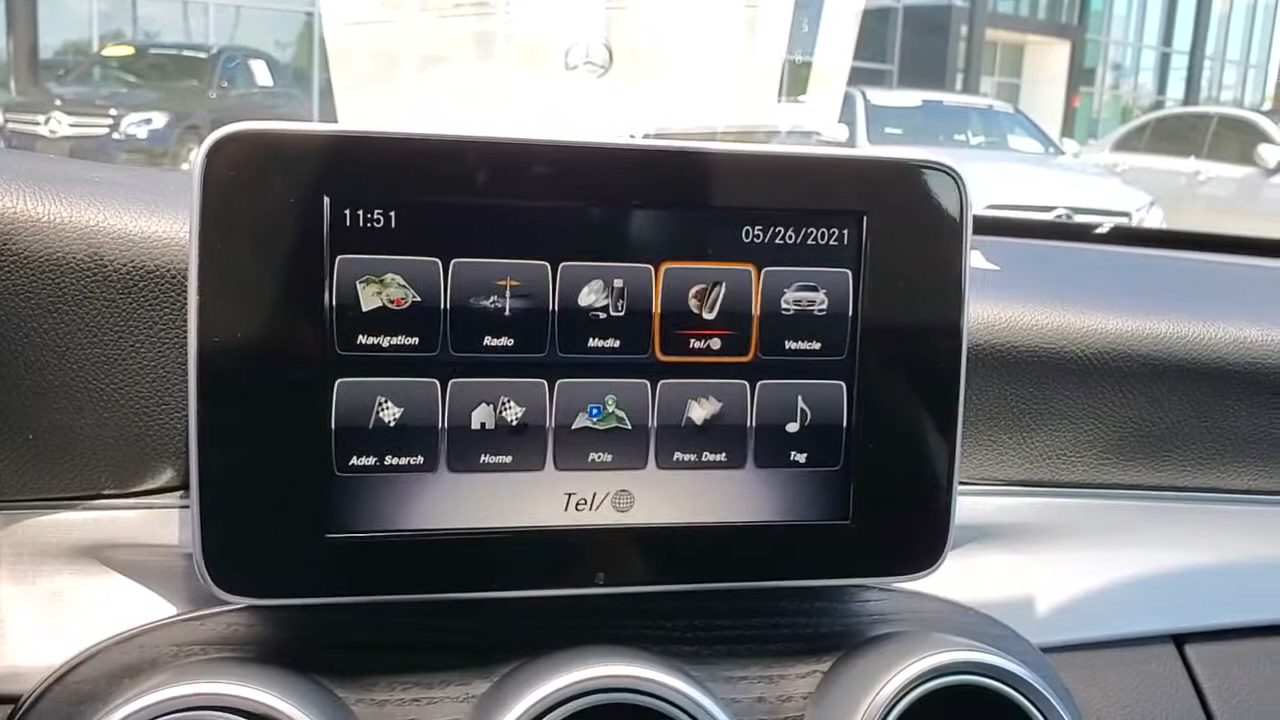 11:51
05/26/2021
Navigation
Radio
Media
Tel/
Vehicle
Addr. Search
Home
POIs
Prev. Dest.
Tag
Tel/